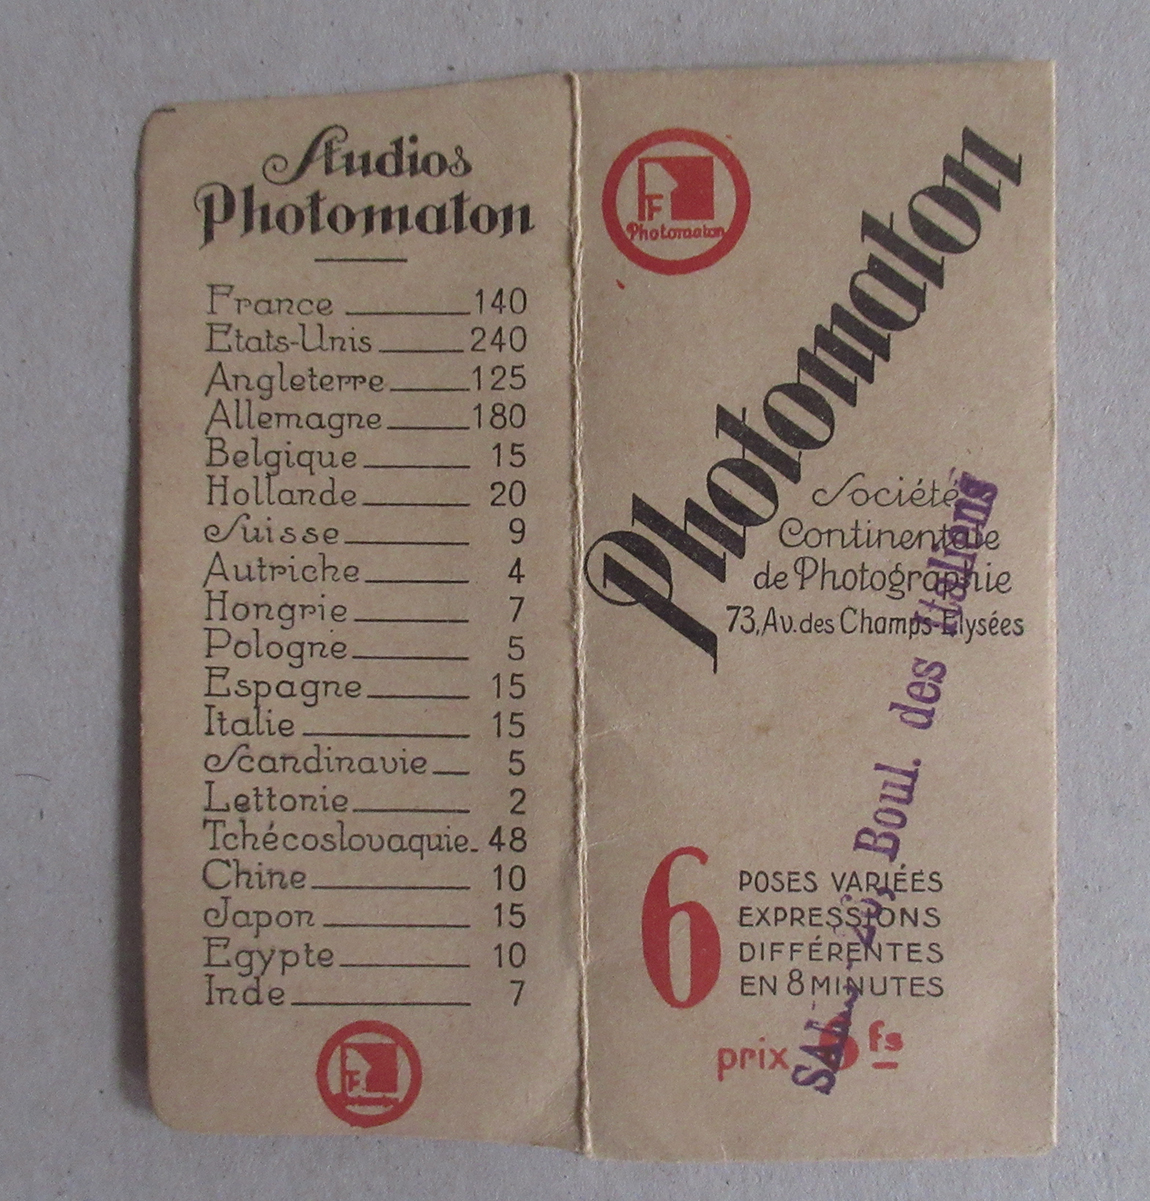 Studios
Photomaton
France 140
Etats-Unis 240
Angleterre 125
Allemagne 180
Belgique 15
Hollande 20
Suisse 9
Autriche 4
Hongrie 7
Pologne 5
Espagne 15
Italie 15
Scandinavie 5
Lettonie 2
Tchécoslovaquie 48
Chine 10
Japon 15
Egypte 10
Inde 7
F
Photomaton
Photomaton
Société
Continentale
de Photographie
73, Av. des Champs-Elysées
6
POSES VARIÉES
EXPRESSIONS
DIFFÉRENTES
EN 8 MINUTES
prix fs
Boul. des Italiens